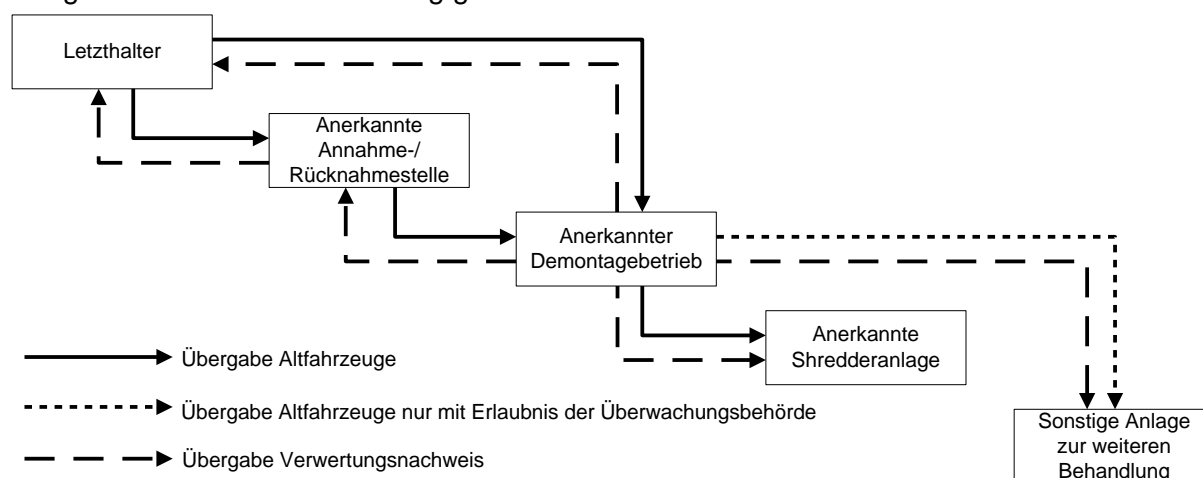 Letzthalter
Anerkannte
Annahme-/
Rücknahmestelle
Anerkannter
Demontagebetrieb
Anerkannte
Shredderanlage
Übergabe Altfahrzeuge
Übergabe Altfahrzeuge nur mit Erlaubnis der Überwachungsbehörde
Übergabe Verwertungsnachweis
Sonstige Anlage
zur weiteren
Behandlung